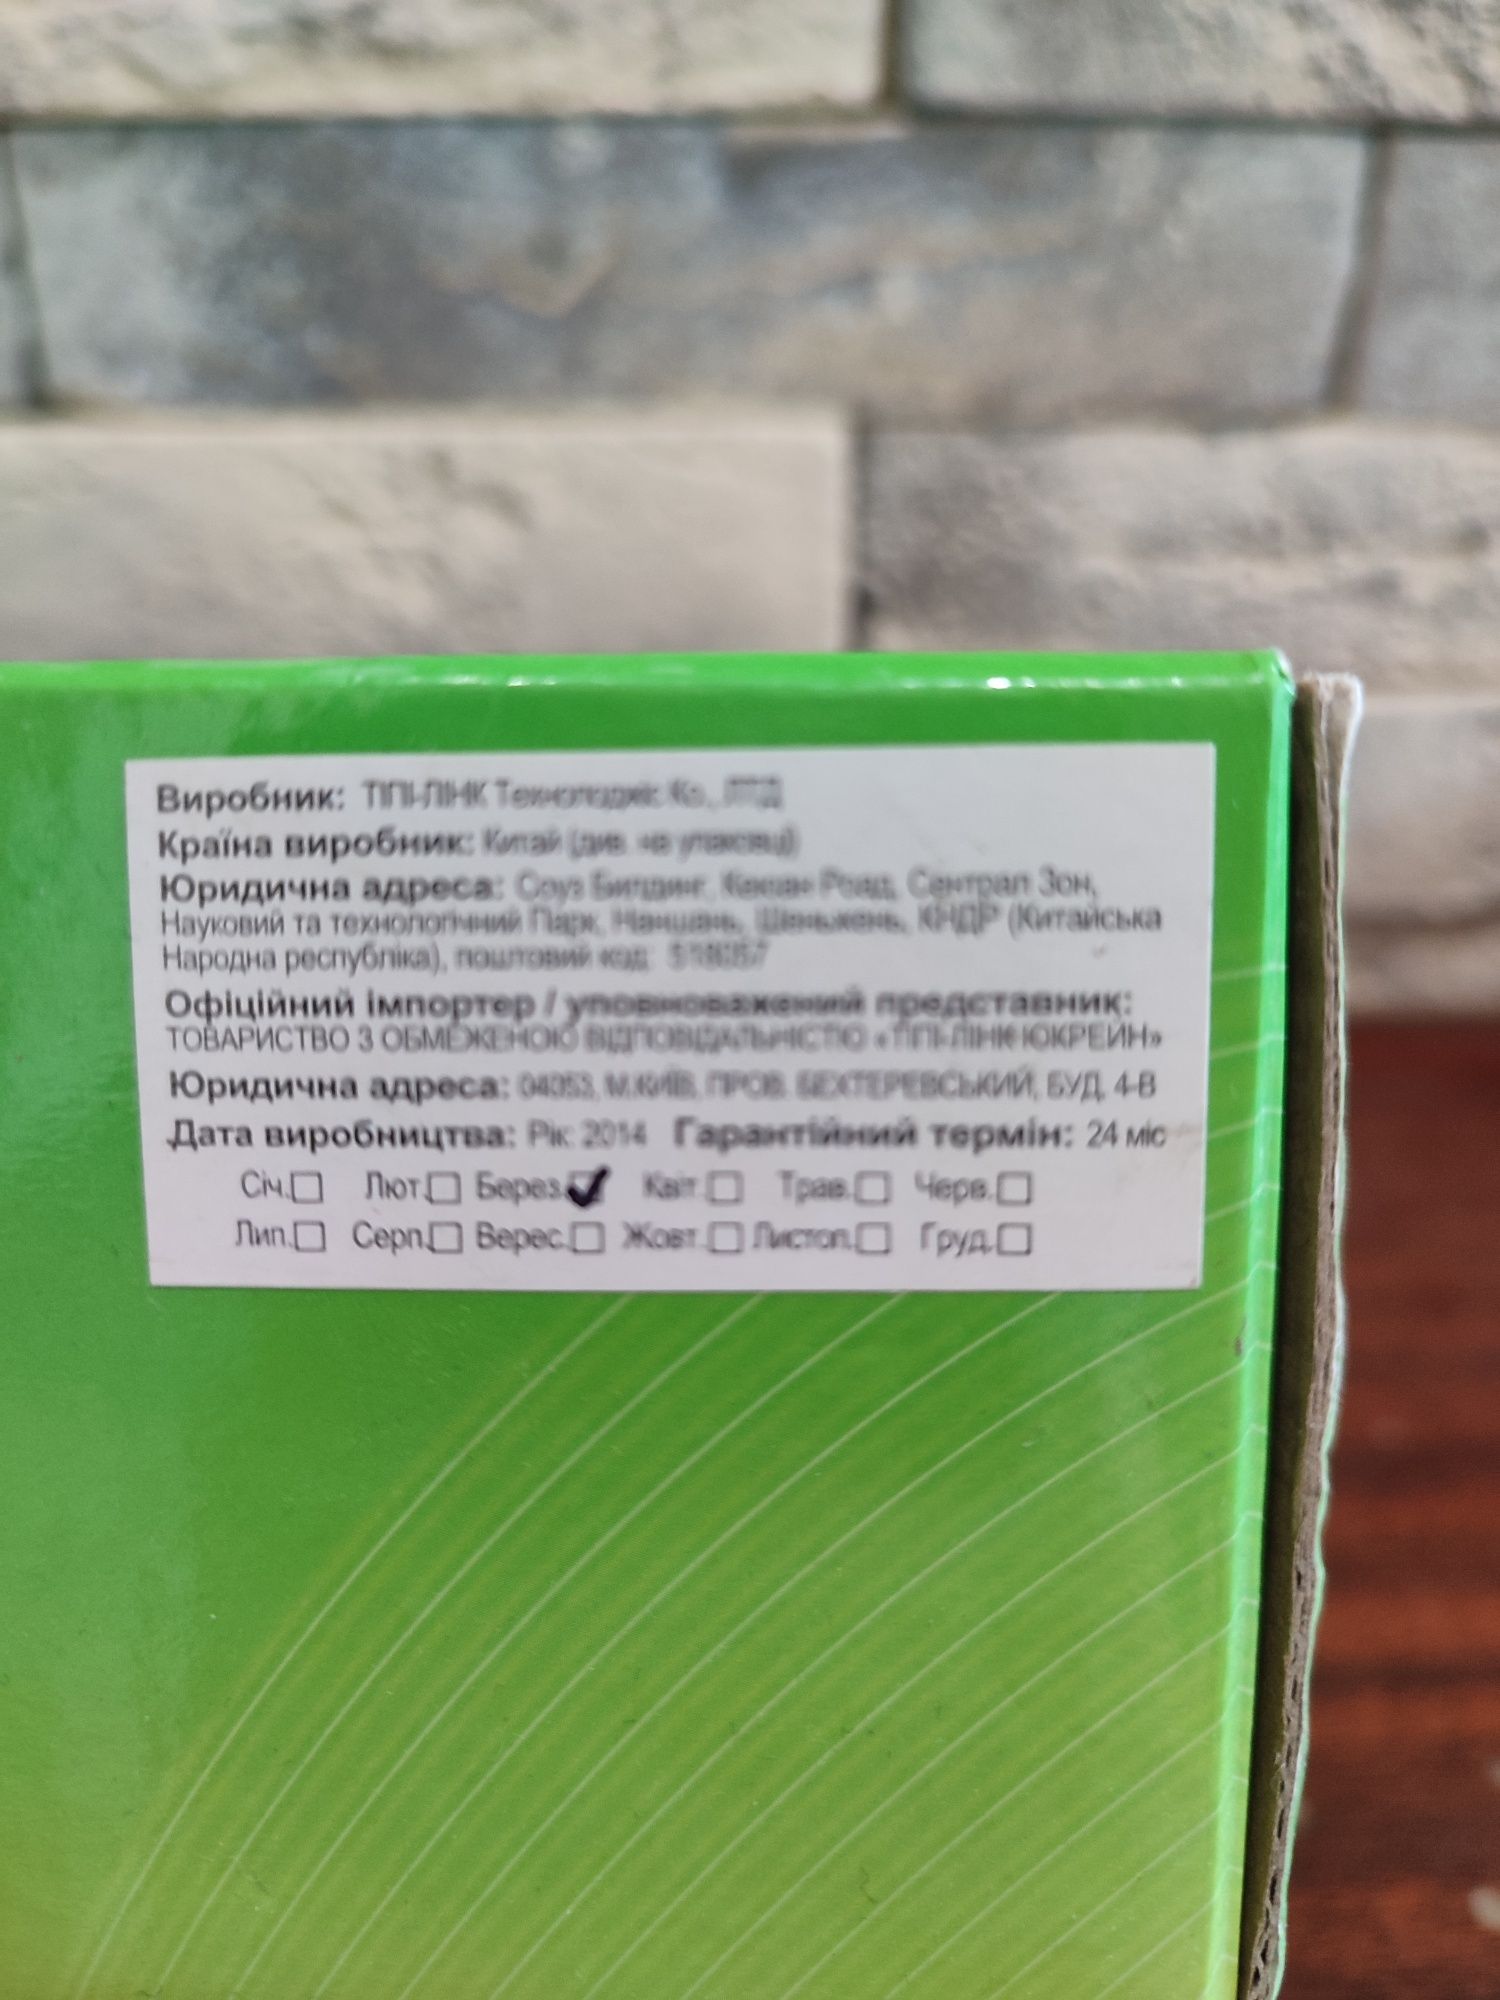 Виробник: ТІПІ-ЛІНК Технолоджіс Ко., ЛТД
Країна виробник: Китай (див. на упаковці)
Юридична адреса: Соуз Билдинг, Кежан Роад, Сентрал Зон,
Науковий та технологічний Парк, Наншань, Шеньжень, КНДР (Китайська
Народна республіка), поштовий код: 518057
Офіційний імпортер / уповноважений представник:
ТОВАРИСТВО З ОБМЕЖЕНОЮ ВІДПОВІДАЛЬНІСТЮ «ТІПІ-ЛІНК ЮКРЕЙН»
Юридична адреса: 04053, М.КИЇВ, ПРОВ. БЕХТЕРЕВСЬКИЙ, БУД. 4-В
Дата виробництва: Рік: 2014 Гарантійний термін: 24 міс
Січ. Лют. Берез. Квіт. Трав. Черв.
Лип. Серп. Верес. Жовт. Листоп. Груд.